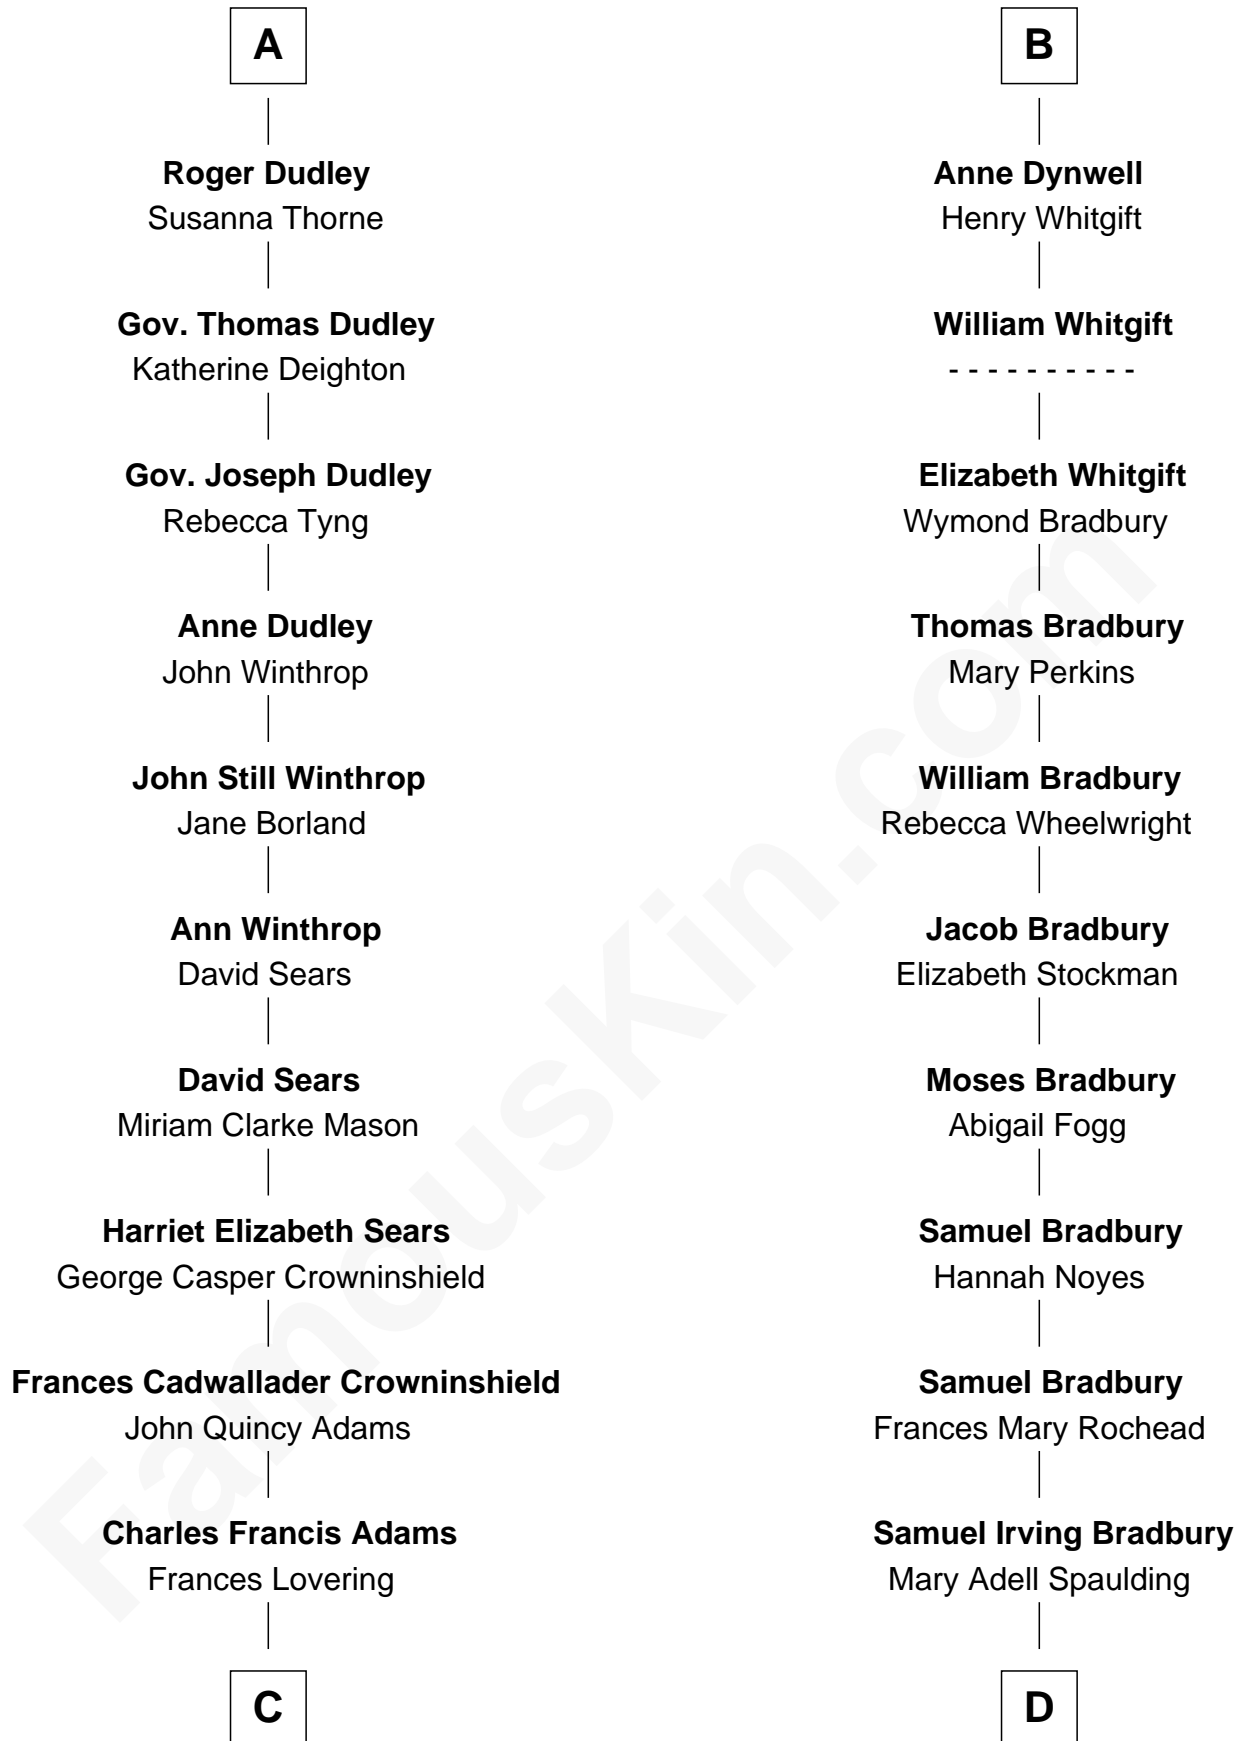 A
Roger Dudley
Susanna Thorne
Gov. Thomas Dudley
Katherine Deighton
Gov. Joseph Dudley
Rebecca Tyng
Anne Dudley
John Winthrop
John Still Winthrop
Jane Borland
Ann Winthrop
David Sears
David Sears
Miriam Clarke Mason
Harriet Elizabeth Sears
George Casper Crowninshield
Frances Cadwallader Crowninshield
John Quincy Adams
Charles Francis Adams
Frances Lovering
C
B
Anne Dynwell
Henry Whitgift
William Whitgift
- - - - - - - - - -
Elizabeth Whitgift
Wymond Bradbury
Thomas Bradbury
Mary Perkins
William Bradbury
Rebecca Wheelwright
Jacob Bradbury
Elizabeth Stockman
Moses Bradbury
Abigail Fogg
Samuel Bradbury
Hannah Noyes
Samuel Bradbury
Frances Mary Rochead
Samuel Irving Bradbury
Mary Adell Spaulding
D
FamousKin.com